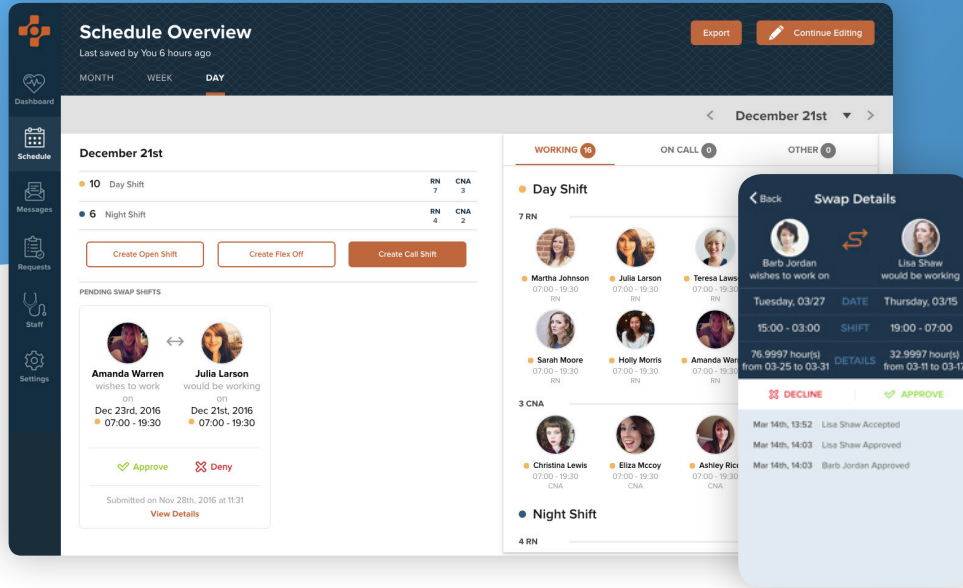 Schedule Overview
Last saved by You 6 hours ago
Export
Continue Editing
MONTH WEEK DAY
Dashboard
Schedule
Messages
Requests
Staff
Settings
December 21st
December 21st
10 Day Shift
RN CNA
7 3
6 Night Shift
RN CNA
4 2
Create Open Shift
Create Flex Off
Create Call Shift
PENDING SWAP SHIFTS
Amanda Warren
wishes to work
on
Dec 23rd, 2016
07:00 - 19:30
Julia Larson
would be working
on
Dec 21st, 2016
07:00 - 19:30
Approve
Deny
Submitted on Nov 28th, 2016 at 11:31
View Details
WORKING 16
ON CALL 0
OTHER 0
Day Shift
7 RN
Martha Johnson
07:00 - 19:30
RN
Julia Larson
07:00 - 19:30
RN
Teresa
07:00 - 19:30
RN
Sarah Moore
07:00 - 19:30
RN
Holly Morris
07:00 - 19:30
RN
Amanda
07:00 - 19:30
RN
3 CNA
Christina Lewis
07:00 - 19:30
CNA
Eliza Mccoy
07:00 - 19:30
CNA
Ashley
07:00 - 19:30
CNA
Night Shift
4 RN
Back
Swap Details
Barb Jordan
wishes to work on
Lisa Shaw
would be working
Tuesday, 03/27 DATE Thursday, 03/15
15:00 - 03:00 SHIFT 19:00 - 07:00
76.9997 hour(s)
from 03-25 to 03-31
DETAILS
32.9997 hour(s)
from 03-11 to 03-17
DECLINE
APPROVE
Mar 14th, 13:52 Lisa Shaw Accepted
Mar 14th, 14:03 Lisa Shaw Approved
Mar 14th, 14:03 Barb Jordan Approved